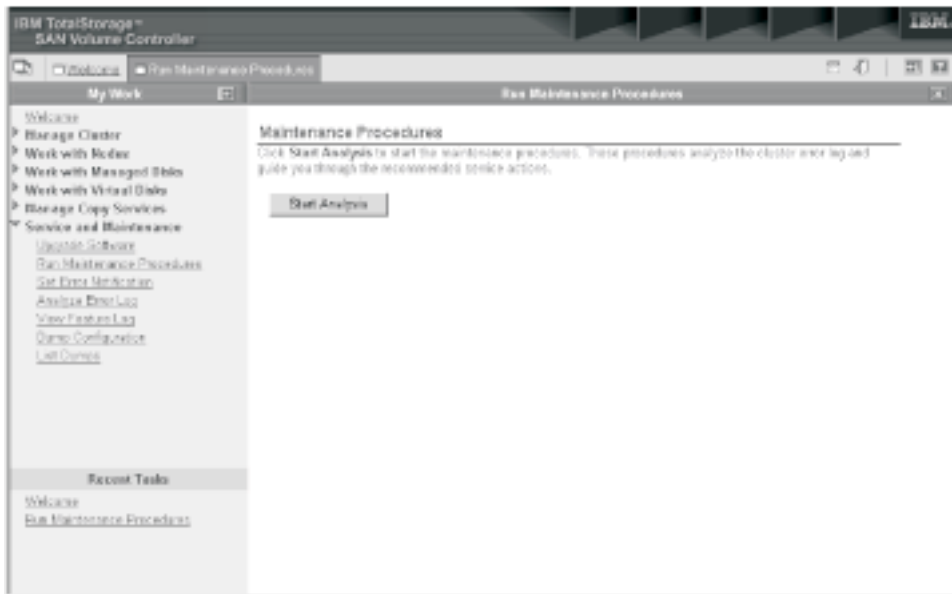 IBM TotalStorage™
SAN Volume Controller
IBM
Welcome
Run Maintenance Procedures
My Work
Run Maintenance Procedures
Welcome
Manage Cluster
Work with Nodes
Work with Managed Disks
Work with Virtual Disks
Manage Copy Services
Service and Maintenance
Upgrade Software
Run Maintenance Procedures
Set Error Notification
Analyze Error Log
View Feature Log
Dump Configuration
List Dumps
Maintenance Procedures
Click Start Analysis to start the maintenance procedures. These procedures analyze the cluster error log and
guide you through the recommended service actions.
Start Analysis
Recent Tasks
Welcome
Run Maintenance Procedures